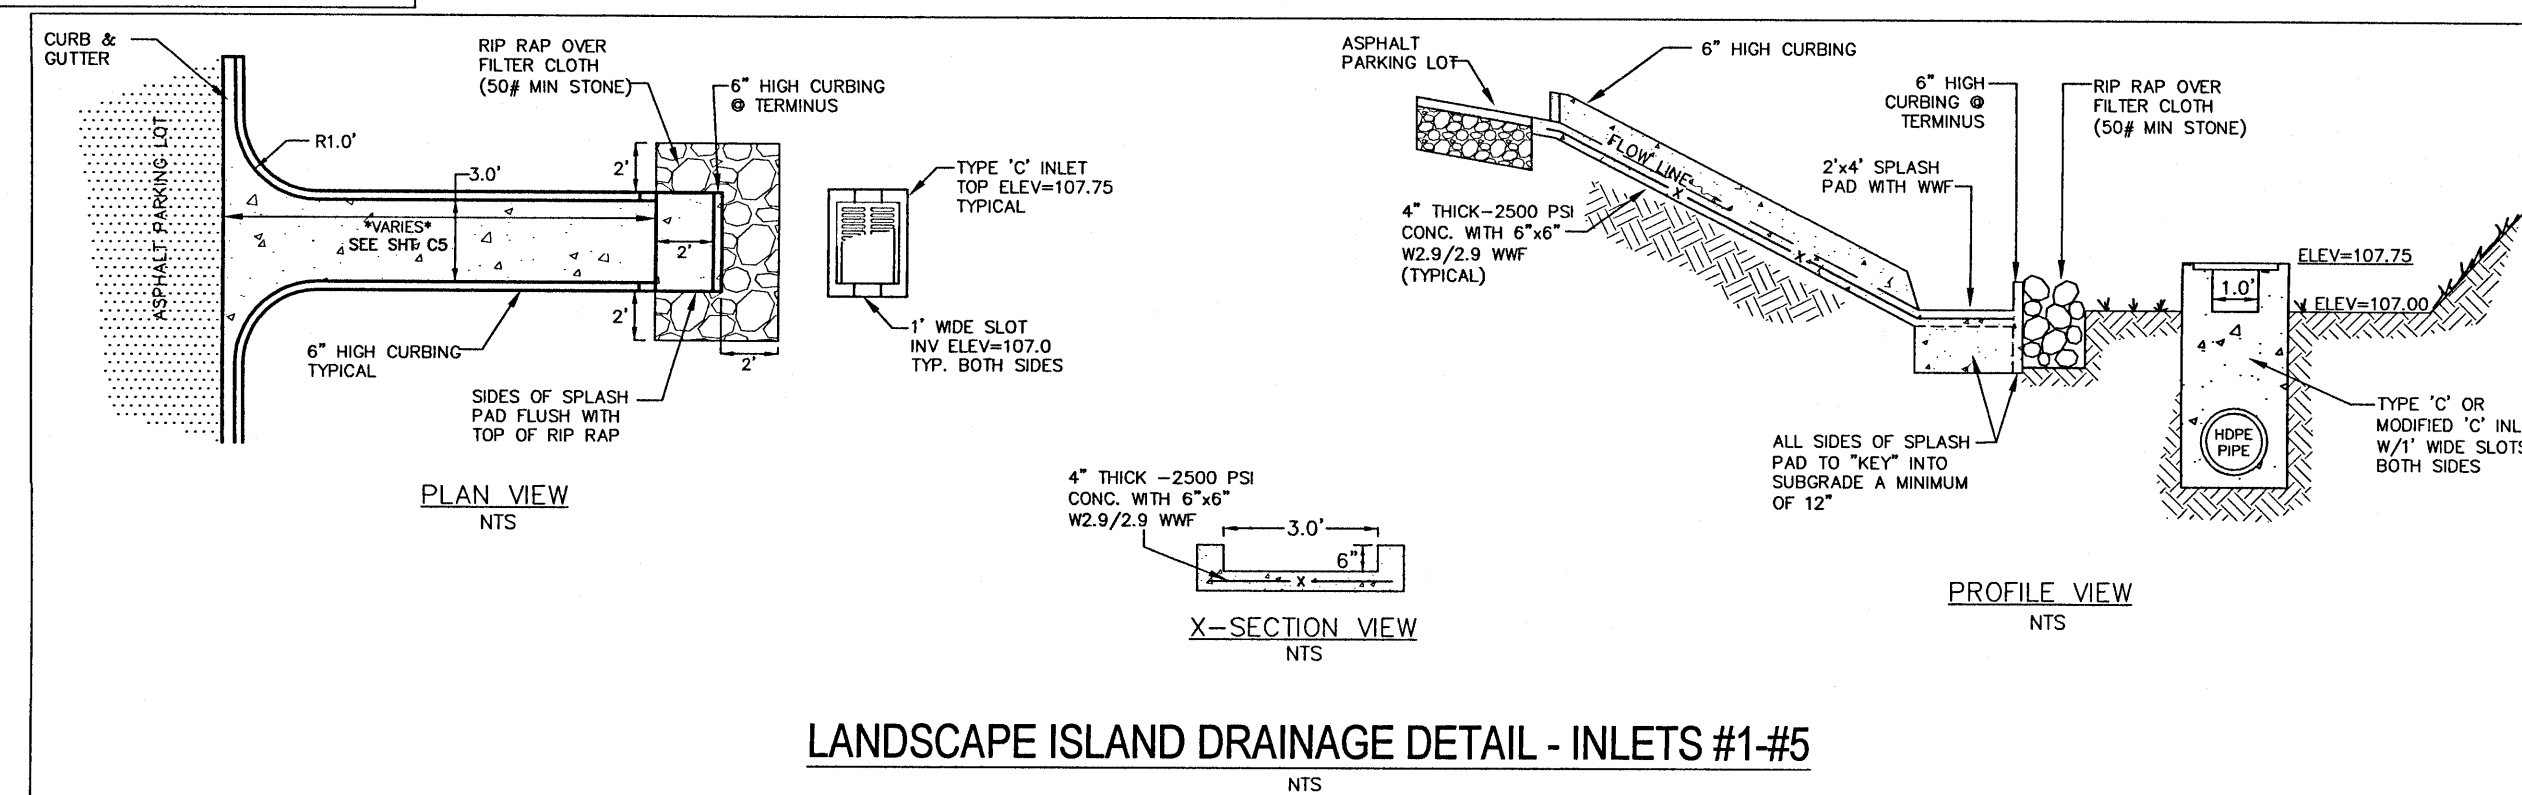 CURB &
GUTTER
RIP RAP OVER
FILTER CLOTH
(50# MIN STONE)
6" HIGH CURBING
@ TERMINUS
R1.0'
3.0'
2'
ASPHALT PARKING LOT
*VARIES*
SEE SHT C5
2'
2'
2'
6" HIGH CURBING
TYPICAL
SIDES OF SPLASH
PAD FLUSH WITH
TOP OF RIP RAP
TYPE 'C' INLET
TOP ELEV=107.75
TYPICAL
1' WIDE SLOT
INV ELEV=107.0
TYP. BOTH SIDES
PLAN VIEW
NTS
4" THICK -2500 PSI
CONC. WITH 6"x6"
W2.9/2.9 WWF
3.0'
6"
X
X-SECTION VIEW
NTS
ASPHALT
PARKING LOT
6" HIGH CURBING
6" HIGH
CURBING @
TERMINUS
RIP RAP OVER
FILTER CLOTH
(50# MIN STONE)
FLOW LINE
X
X
2'x4' SPLASH
PAD WITH WWF
4" THICK-2500 PSI
CONC. WITH 6"x6"
W2.9/2.9 WWF
(TYPICAL)
ELEV=107.75
1.0'
ELEV=107.00
ALL SIDES OF SPLASH
PAD TO "KEY" INTO
SUBGRADE A MINIMUM
OF 12"
HDPE
PIPE
TYPE 'C' OR
MODIFIED 'C' INL
W/1' WIDE SLOTS
BOTH SIDES
PROFILE VIEW
NTS
LANDSCAPE ISLAND DRAINAGE DETAIL - INLETS #1-#5
NTS